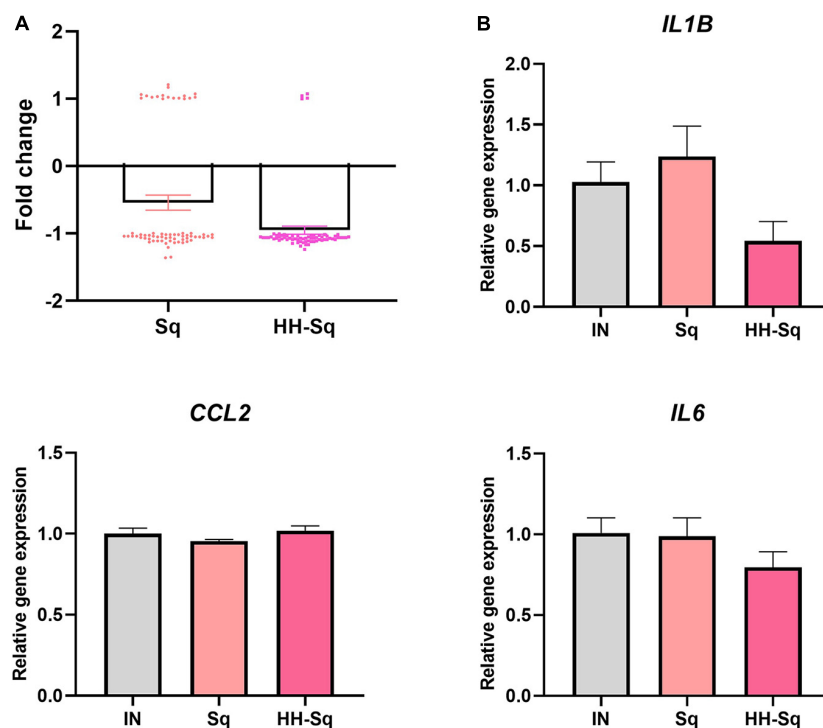 A
Fold change
2
1
0
-1
-2
Sq
HH-Sq
B
IL1B
Relative gene expression
2.0
1.5
1.0
0.5
0.0
IN
Sq
HH-Sq
CCL2
Relative gene expression
1.5
1.0
0.5
0.0
IN
Sq
HH-Sq
IL6
Relative gene expression
1.5
1.0
0.5
0.0
IN
Sq
HH-Sq